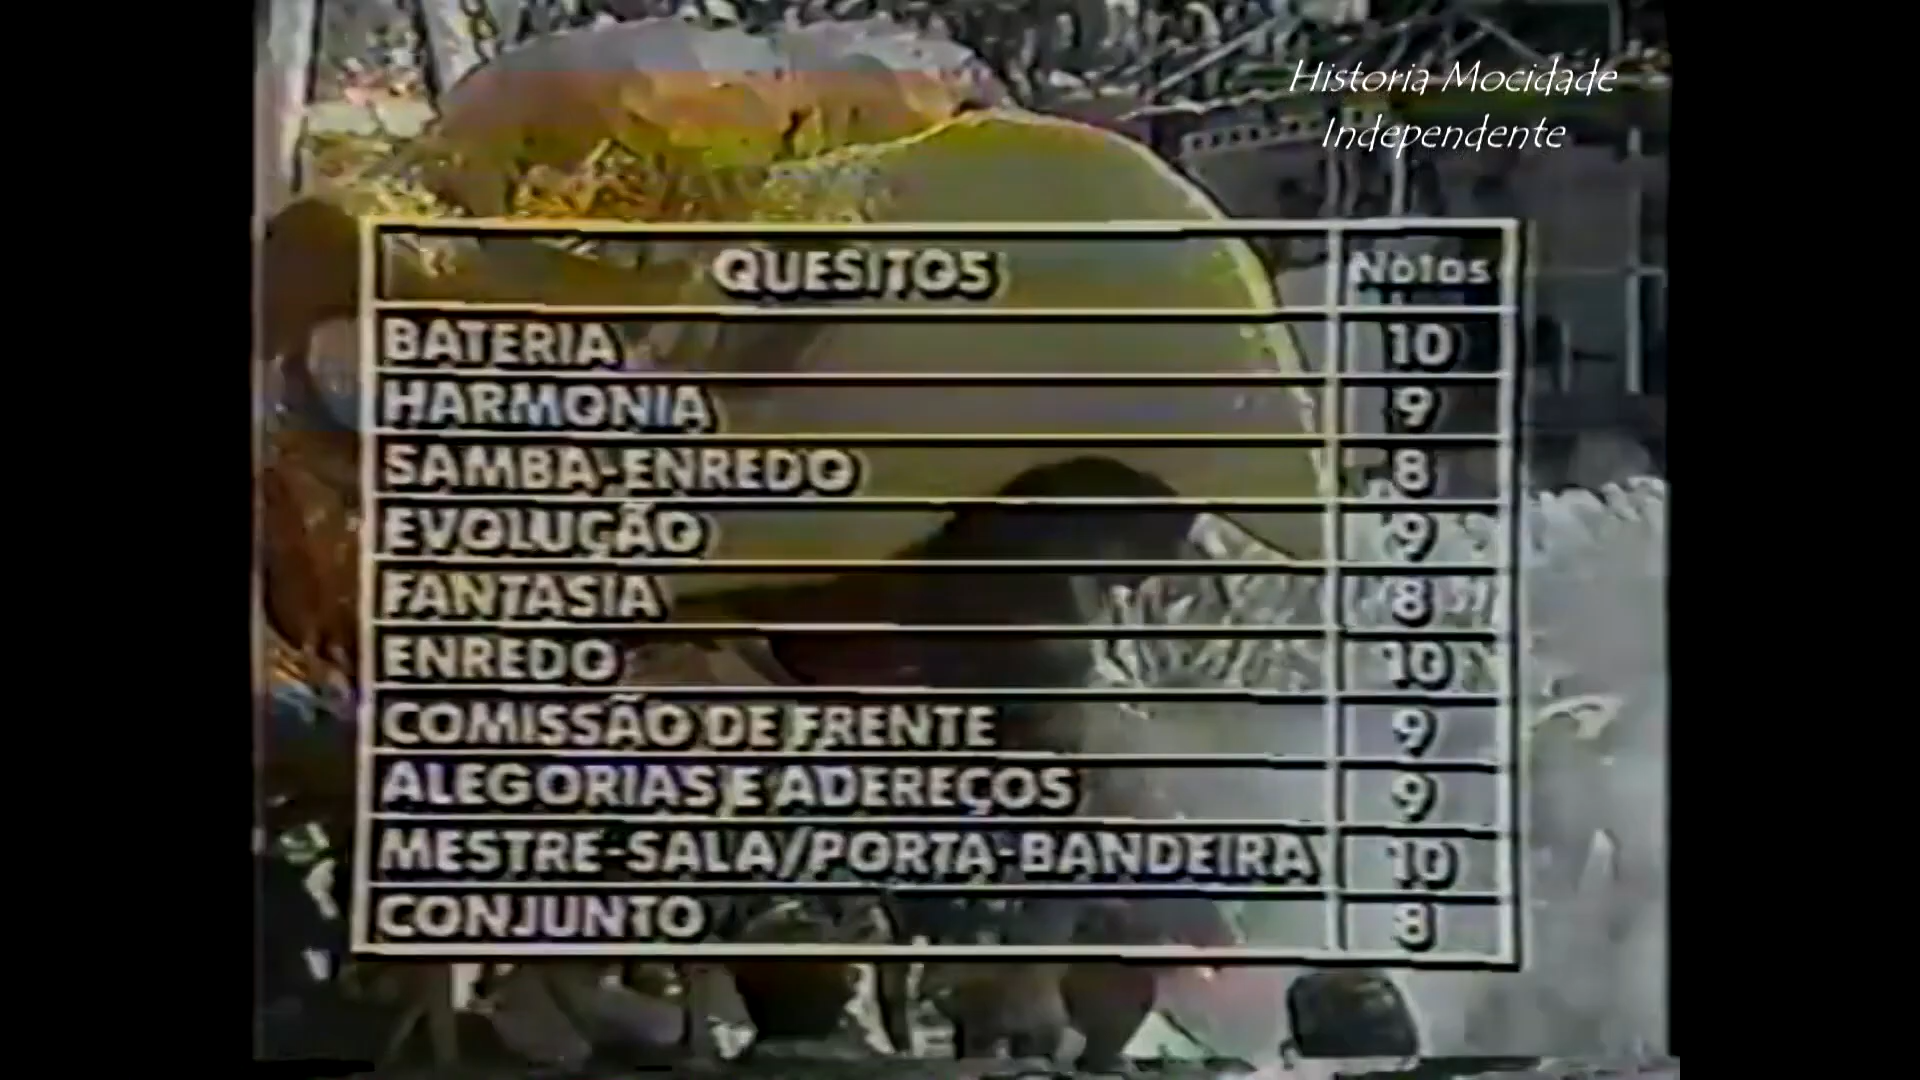 Historia Mocidade
Independente
QUESITOS Notas
BATERIA 10
HARMONIA 9
SAMBA-ENREDO 8
EVOLUÇÃO 9
FANTASIA 8
ENREDO 10
COMISSÃO DE FRENTE 9
ALEGORIAS E ADEREÇOS 9
MESTRE-SALA/PORTA-BANDEIRA 10
CONJUNTO 8